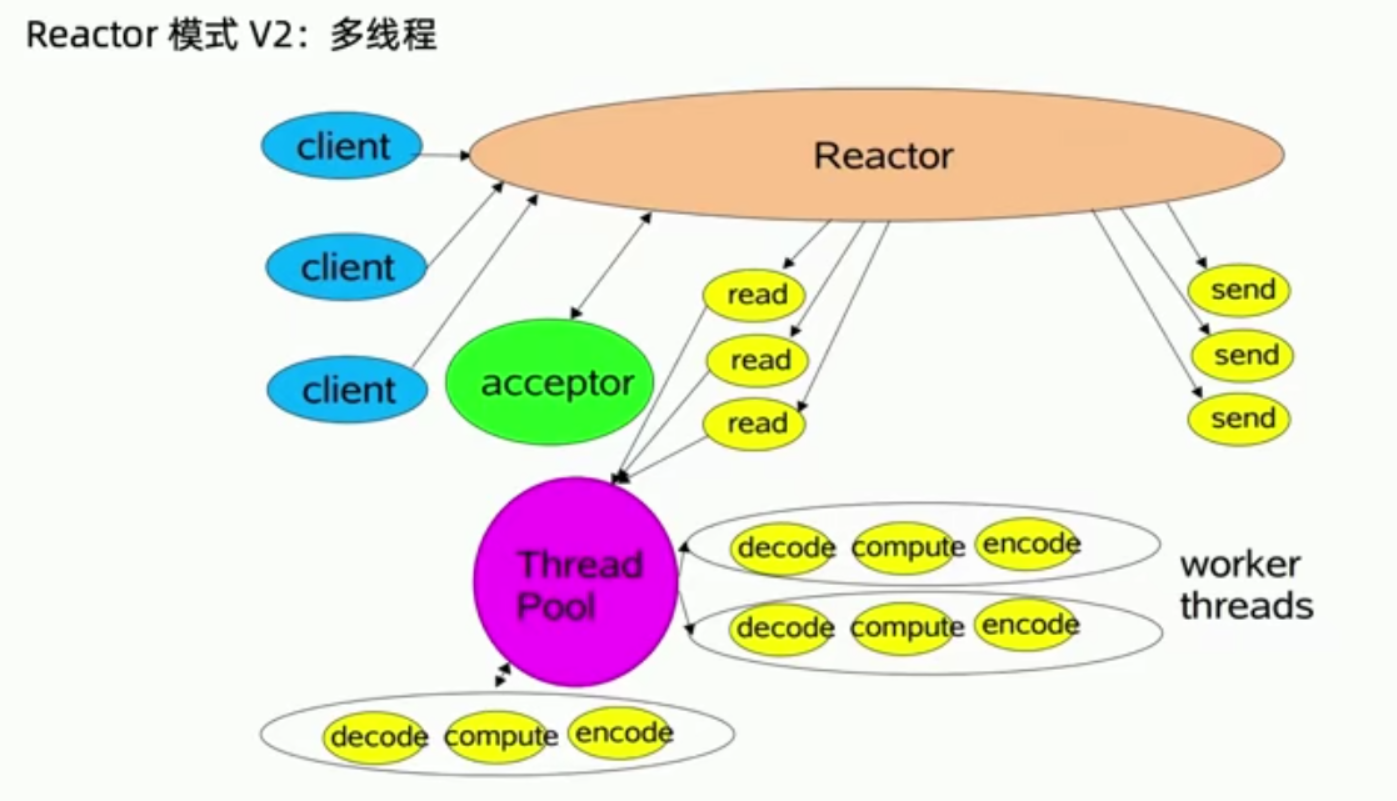 Reactor 模式 V2：多线程
client
Reactor
client
client
acceptor
read
read
read
send
send
send
Thread
Pool
decode compute encode
decode compute encode
worker
threads
decode compute encode